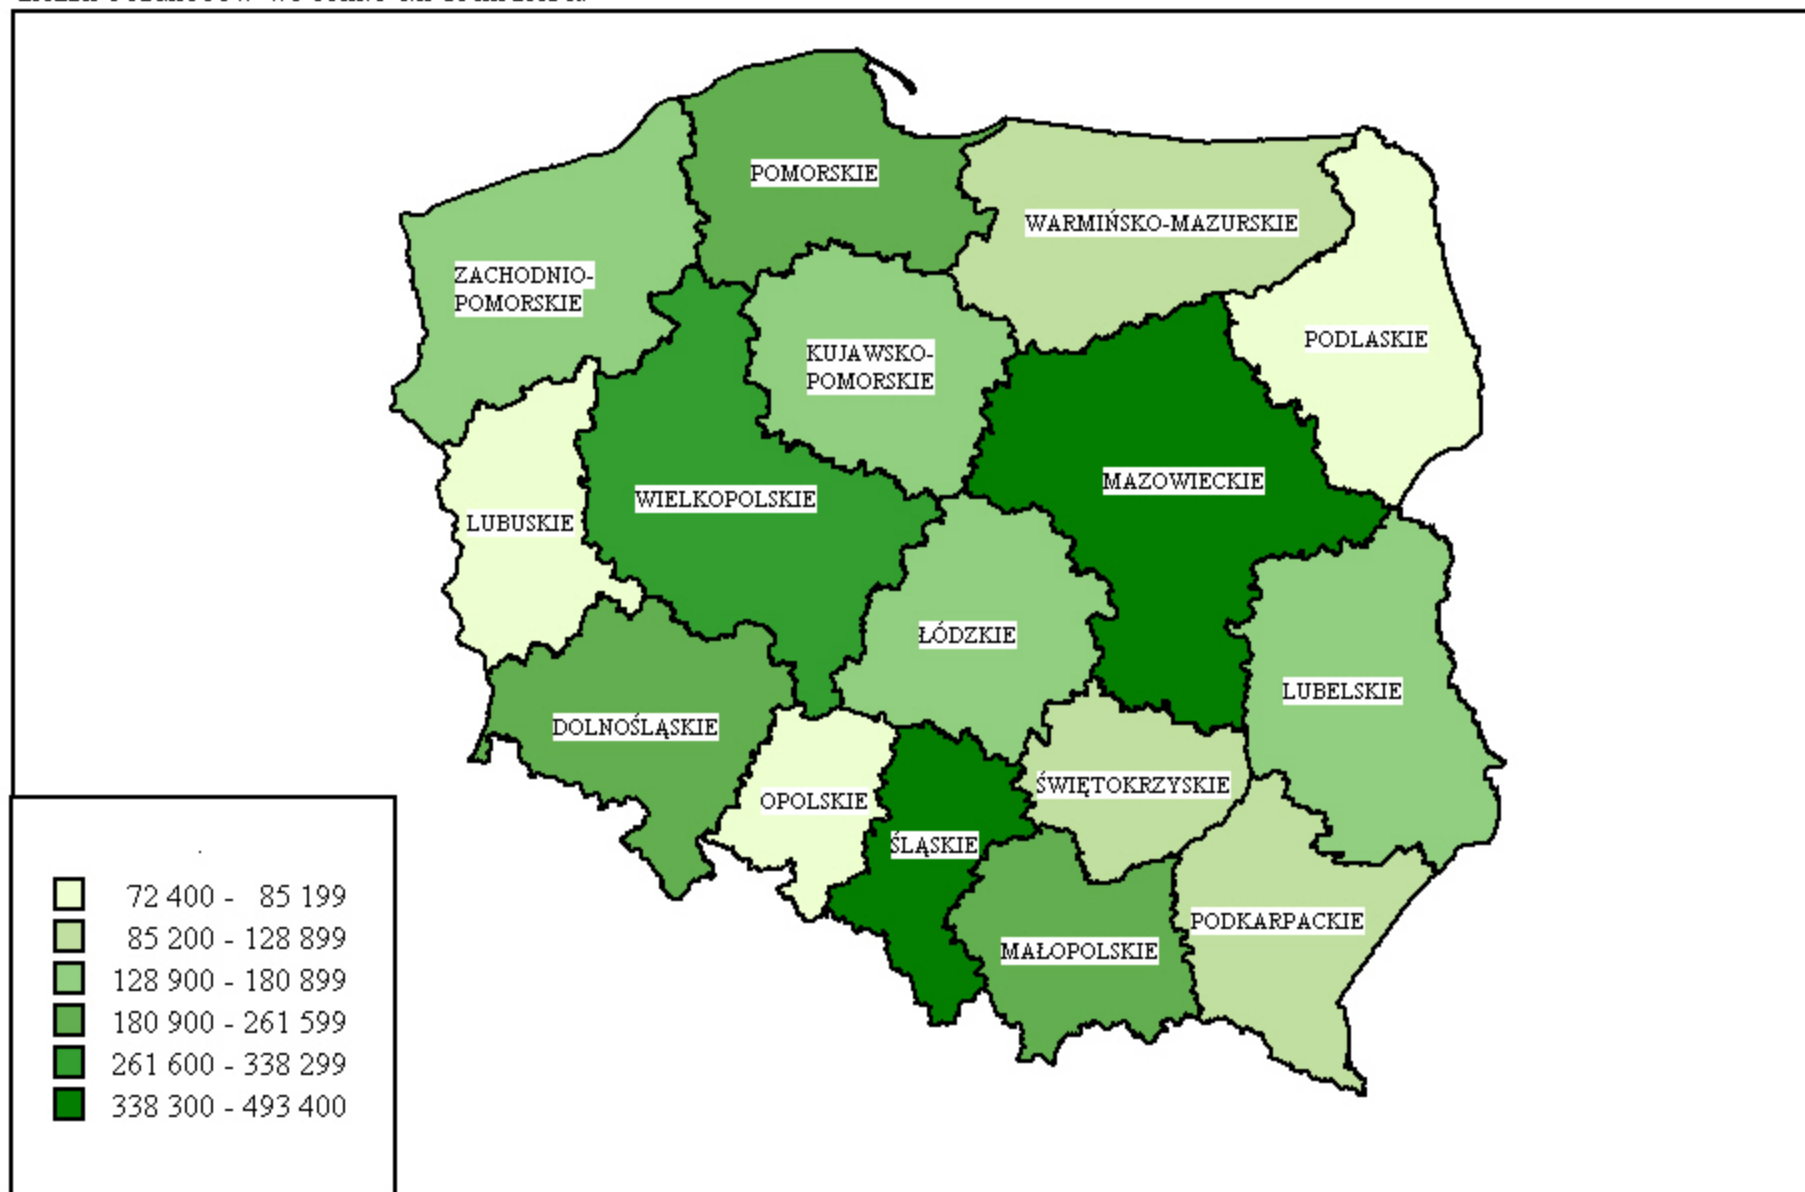 POMORSKIE
WARMIŃSKO-MAZURSKIE
ZACHODNIO-
POMORSKIE
PODLASKIE
KUJAWSKO-
POMORSKIE
MAZOWIECKIE
WIELKOPOLSKIE
LUBUSKIE
ŁÓDZKIE
LUBELSKIE
DOLNOŚLĄSKIE
ŚWIĘTOKRZYSKIE
OPOLSKIE
ŚLĄSKIE
PODKARPACKIE
MAŁOPOLSKIE
.
72 400 - 85 199
85 200 - 128 899
128 900 - 180 899
180 900 - 261 599
261 600 - 338 299
338 300 - 493 400